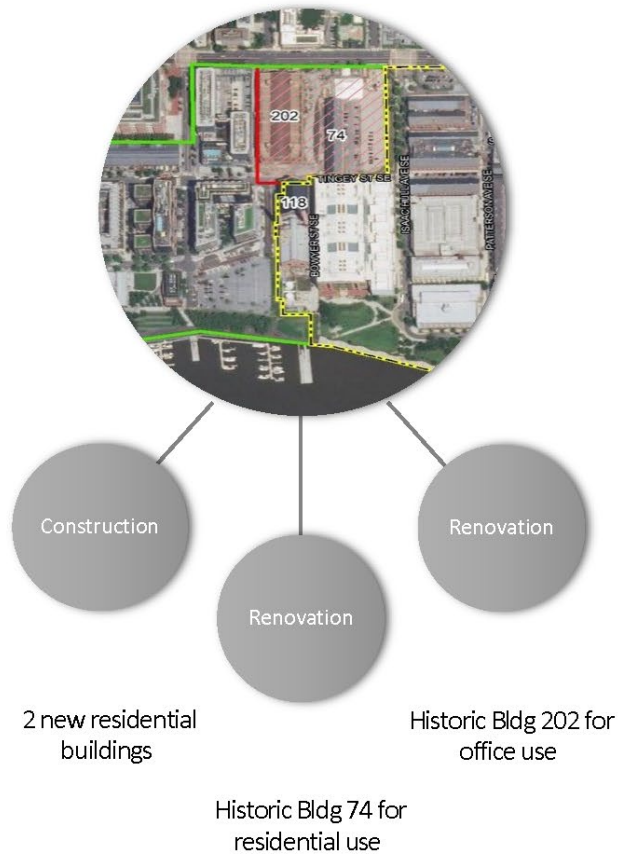 202
74
TINGEY ST SE
118
BOWYER ST SE
ISAAC HULL AVE SE
PATTERSON AVE SE
Construction
Renovation
Renovation
2 new residential
buildings
Historic Bldg 202 for
office use
Historic Bldg 74 for
residential use